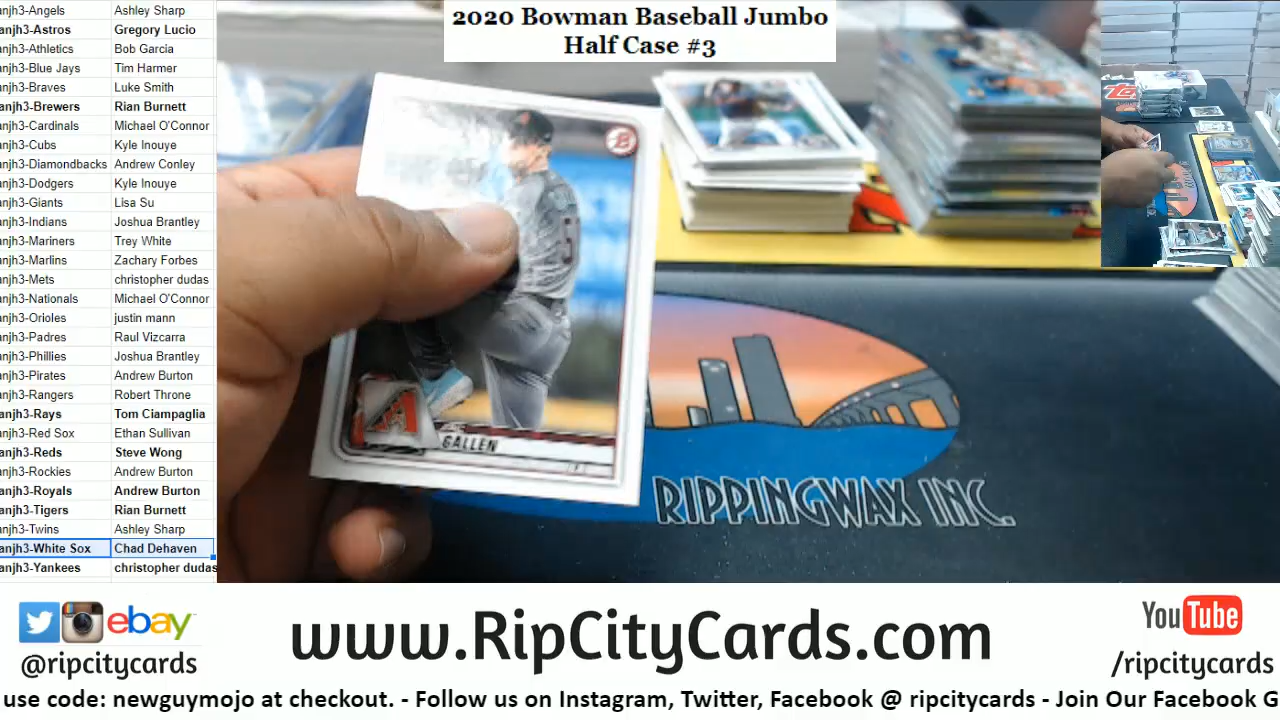 2020 Bowman Baseball Jumbo
Half Case #3
anjh3-Angels Ashley Sharp
anjh3-Astros Gregory Lucio
anjh3-Athletics Bob Garcia
anjh3-Blue Jays Tim Harmer
anjh3-Braves Luke Smith
anjh3-Brewers Rian Burnett
anjh3-Cardinals Michael O'Connor
anjh3-Cubs Kyle Inouye
anjh3-Diamondbacks Andrew Conley
anjh3-Dodgers Kyle Inouye
anjh3-Giants Lisa Su
anjh3-Indians Joshua Brantley
anjh3-Mariners Trey White
anjh3-Marlins Zachary Forbes
anjh3-Mets christopher dudas
anjh3-Nationals Michael O'Connor
anjh3-Orioles justin mann
anjh3-Padres Raul Vizcarra
anjh3-Phillies Joshua Brantley
anjh3-Pirates Andrew Burton
anjh3-Rangers Robert Throne
anjh3-Rays Tom Ciampaglia
anjh3-Red Sox Ethan Sullivan
anjh3-Reds Steve Wong
anjh3-Rockies Andrew Burton
anjh3-Royals Andrew Burton
anjh3-Tigers Rian Burnett
anjh3-Twins Ashley Sharp
anjh3-White Sox Chad Dehaven
anjh3-Yankees christopher dudas
GALLEN
RIPPINGWAX INC.
ebay
@ripcitycards
www.RipCityCards.com
YouTube
/ripcitycards
use code: newguymojo at checkout. - Follow us on Instagram, Twitter, Facebook @ ripcitycards - Join Our Facebook G